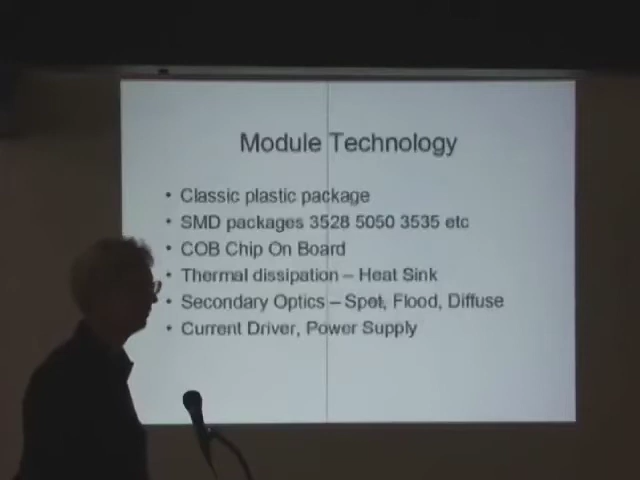 Module Technology
• Classic plastic package
• SMD packages 3528 5050 3535 etc
• COB Chip On Board
• Thermal dissipation – Heat Sink
• Secondary Optics – Spot, Flood, Diffuse
• Current Driver, Power Supply